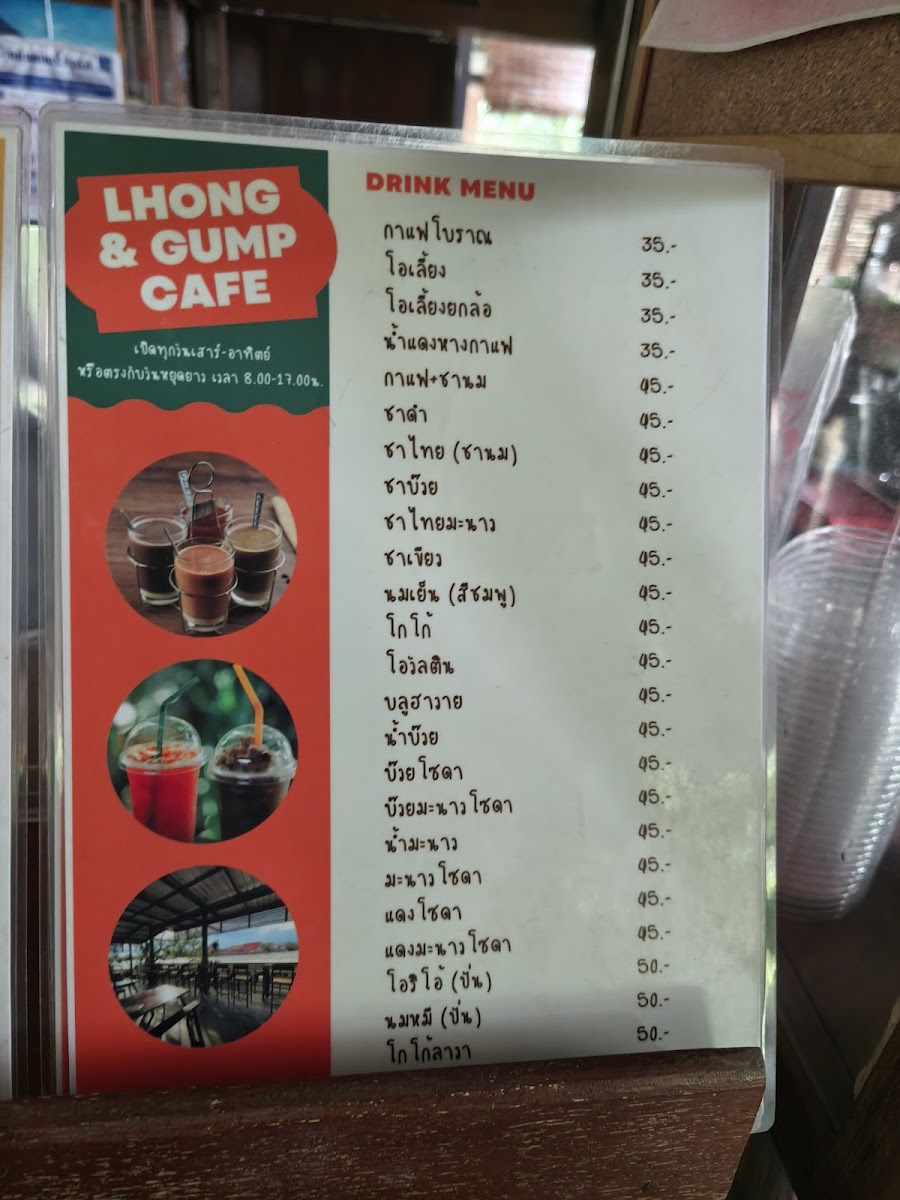 LHONG
& GUMP
CAFE
เปิดทุกวันเสาร์-อาทิตย์
หรือตรงกับวันหยุดยาว เวลา 8.00-17.00น.
DRINK MENU
กาแฟโบราณ 35.-
โอเลี้ยง 35.-
โอเลี้ยงยกล้อ 35.-
น้ำแดงหางกาแฟ 35.-
กาแฟ+ชานม 45.-
ชาดำ 45.-
ชาไทย (ชานม) 45.-
ชาบ๊วย 45.-
ชาไทยมะนาว 45.-
ชาเขียว 45.-
นมเย็น (สีชมพู) 45.-
โกโก้ 45.-
โอวัลติน 45.-
บลูฮาวาย 45.-
น้ำบ๊วย 45.-
บ๊วยโซดา 45.-
บ๊วยมะนาวโซดา 45.-
น้ำมะนาว 45.-
มะนาวโซดา 45.-
แดงโซดา 45.-
แดงมะนาวโซดา 45.-
โอริโอ้ (ปั่น) 50.-
นมหมี (ปั่น) 50.-
โกโก้ลาวา 50.-